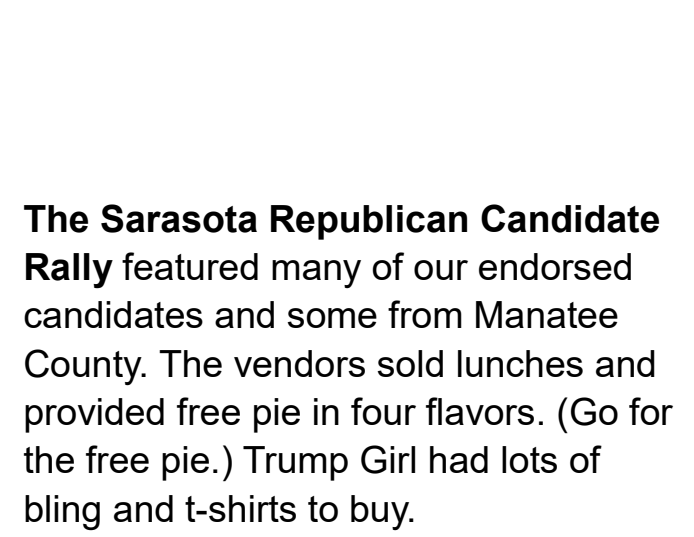 The Sarasota Republican Candidate
Rally featured many of our endorsed
candidates and some from Manatee
County. The vendors sold lunches and
provided free pie in four flavors. (Go for
the free pie.) Trump Girl had lots of
bling and t-shirts to buy.